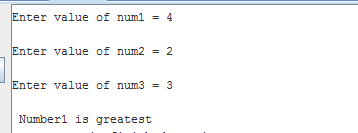 Enter value of num1 = 4
Enter value of num2 = 2
Enter value of num3 = 3
Number1 is greatest